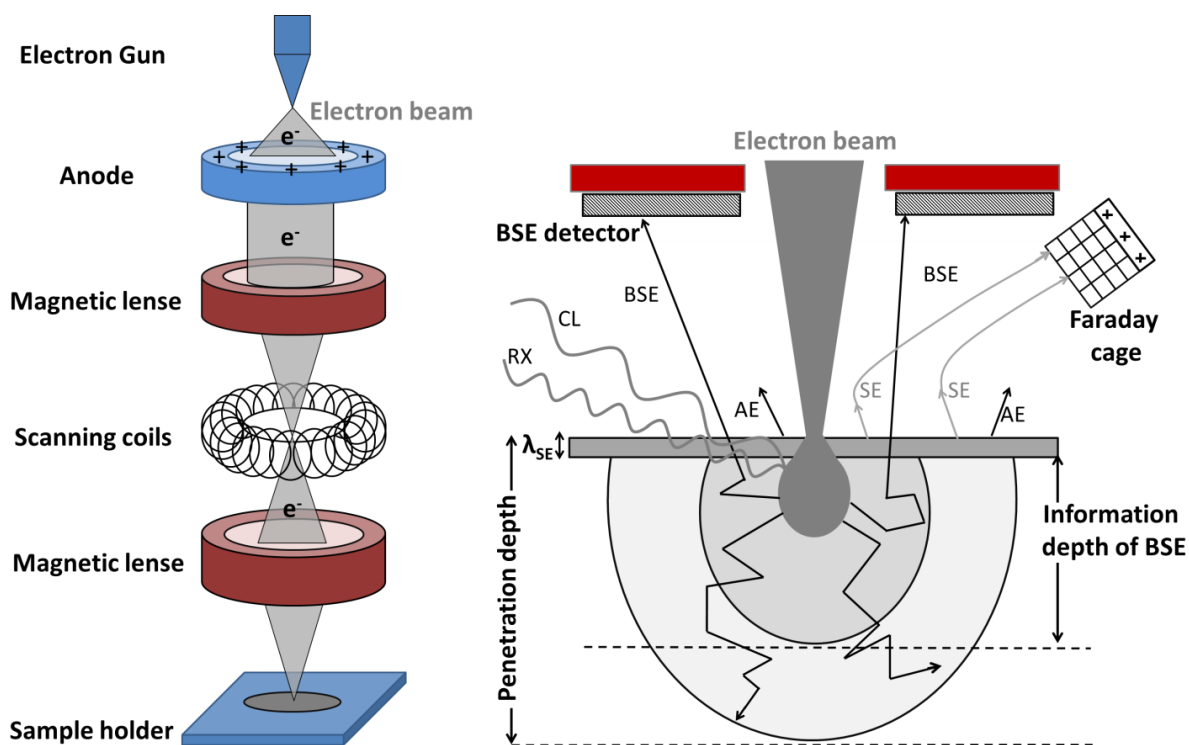 Electron Gun
Electron beam
e-
+ + + + + + + +
Anode
e-
Magnetic lense
Scanning coils
e-
Magnetic lense
Sample holder
Electron beam
BSE detector
BSE
BSE
+
+
+
Faraday
cage
CL
RX
SE
SE
AE
AE
λSE
Penetration depth
Information
depth of BSE